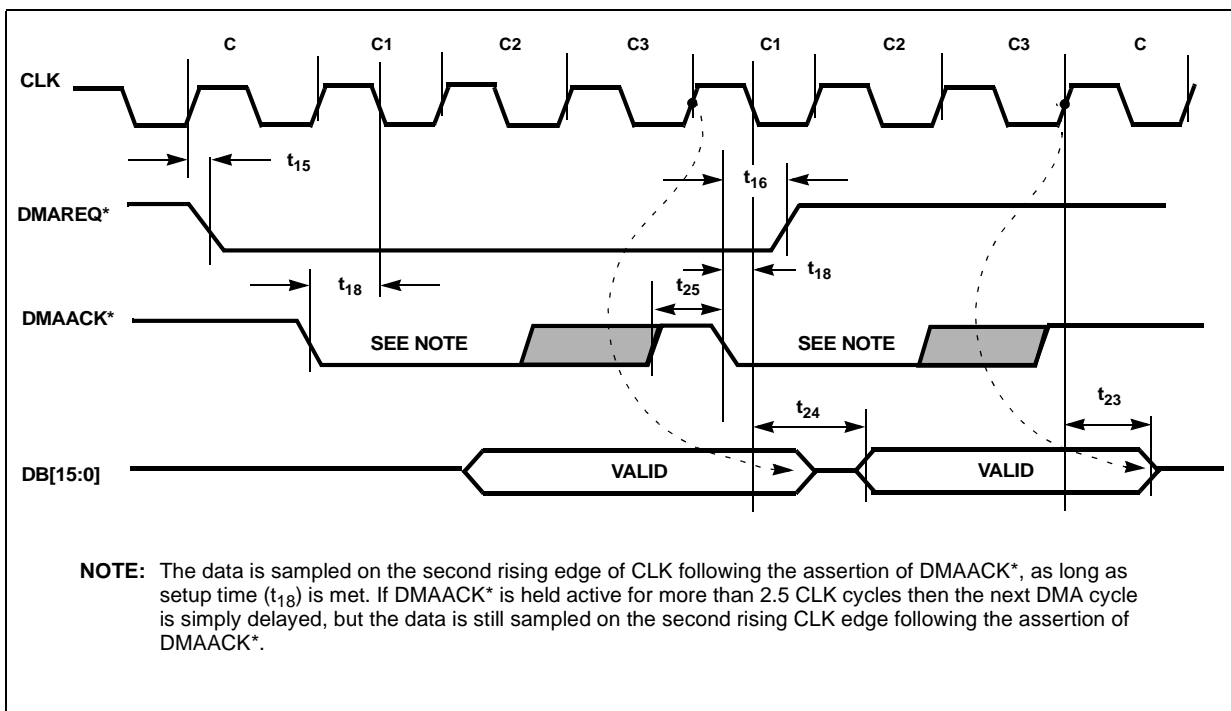 C C1 C2 C3 C1 C2 C3 C
CLK
t15
t16
DMAREQ*
t18
t18
t25
DMAACK*
SEE NOTE SEE NOTE
t24
t23
DB[15:0]
VALID VALID
NOTE: The data is sampled on the second rising edge of CLK following the assertion of DMAACK*, as long as
setup time (t18) is met. If DMAACK* is held active for more than 2.5 CLK cycles then the next DMA cycle
is simply delayed, but the data is still sampled on the second rising CLK edge following the assertion of
DMAACK*.